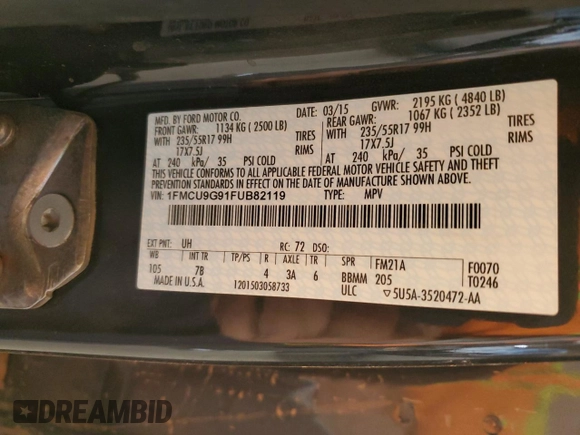 MFD. BY FORD MOTOR CO.
DATE: 03/15 GVWR: 2195 KG ( 4840 LB)
FRONT GAWR: 1134 KG ( 2500 LB) REAR GAWR: 1067 KG ( 2352 LB)
WITH 235/55R17 99H TIRES WITH 235/55R17 99H TIRES
17X7.5J RIMS 17X7.5J RIMS
AT 240 kPa/ 35 PSI COLD AT 240 kPa/ 35 PSI COLD
THIS VEHICLE CONFORMS TO ALL APPLICABLE FEDERAL MOTOR VEHICLE SAFETY AND BUMPER
PREVENTION STANDARDS IN EFFECT ON THE DATE OF MANUFACTURE SHOWN ABOVE.
VIN: 1FMCU9G91FUB82119 TYPE: MPV
EXT PNT: UH RC: 72 DSO:
WB INT TR TP/PS R AXLE TR SPR FM21A F0070
105 7B 4 3A 6 BBMM 205 T0246
MADE IN U.S.A. 1201503058733 ULC ▽5U5A-3520472-AA
DREAMBID